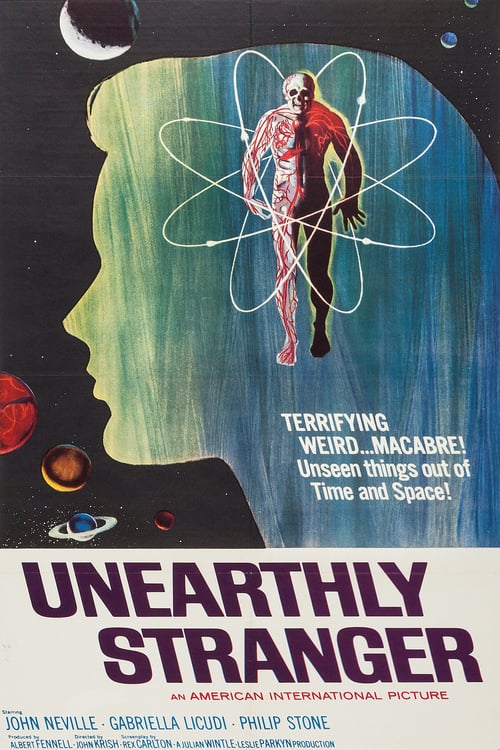 TERRIFYING
WEIRD...MACABRE!
Unseen things out of
Time and Space!
UNEARTHLY
STRANGER
AN AMERICAN INTERNATIONAL PICTURE
Starring
JOHN NEVILLE · GABRIELLA LICUDI · PHILIP STONE
Produced by Directed by Screenplay by
ALBERT FENNELL · JOHN KRISH · REX CARLTON · A JULIAN WINTLE · LESLIE PARKYN PRODUCTION